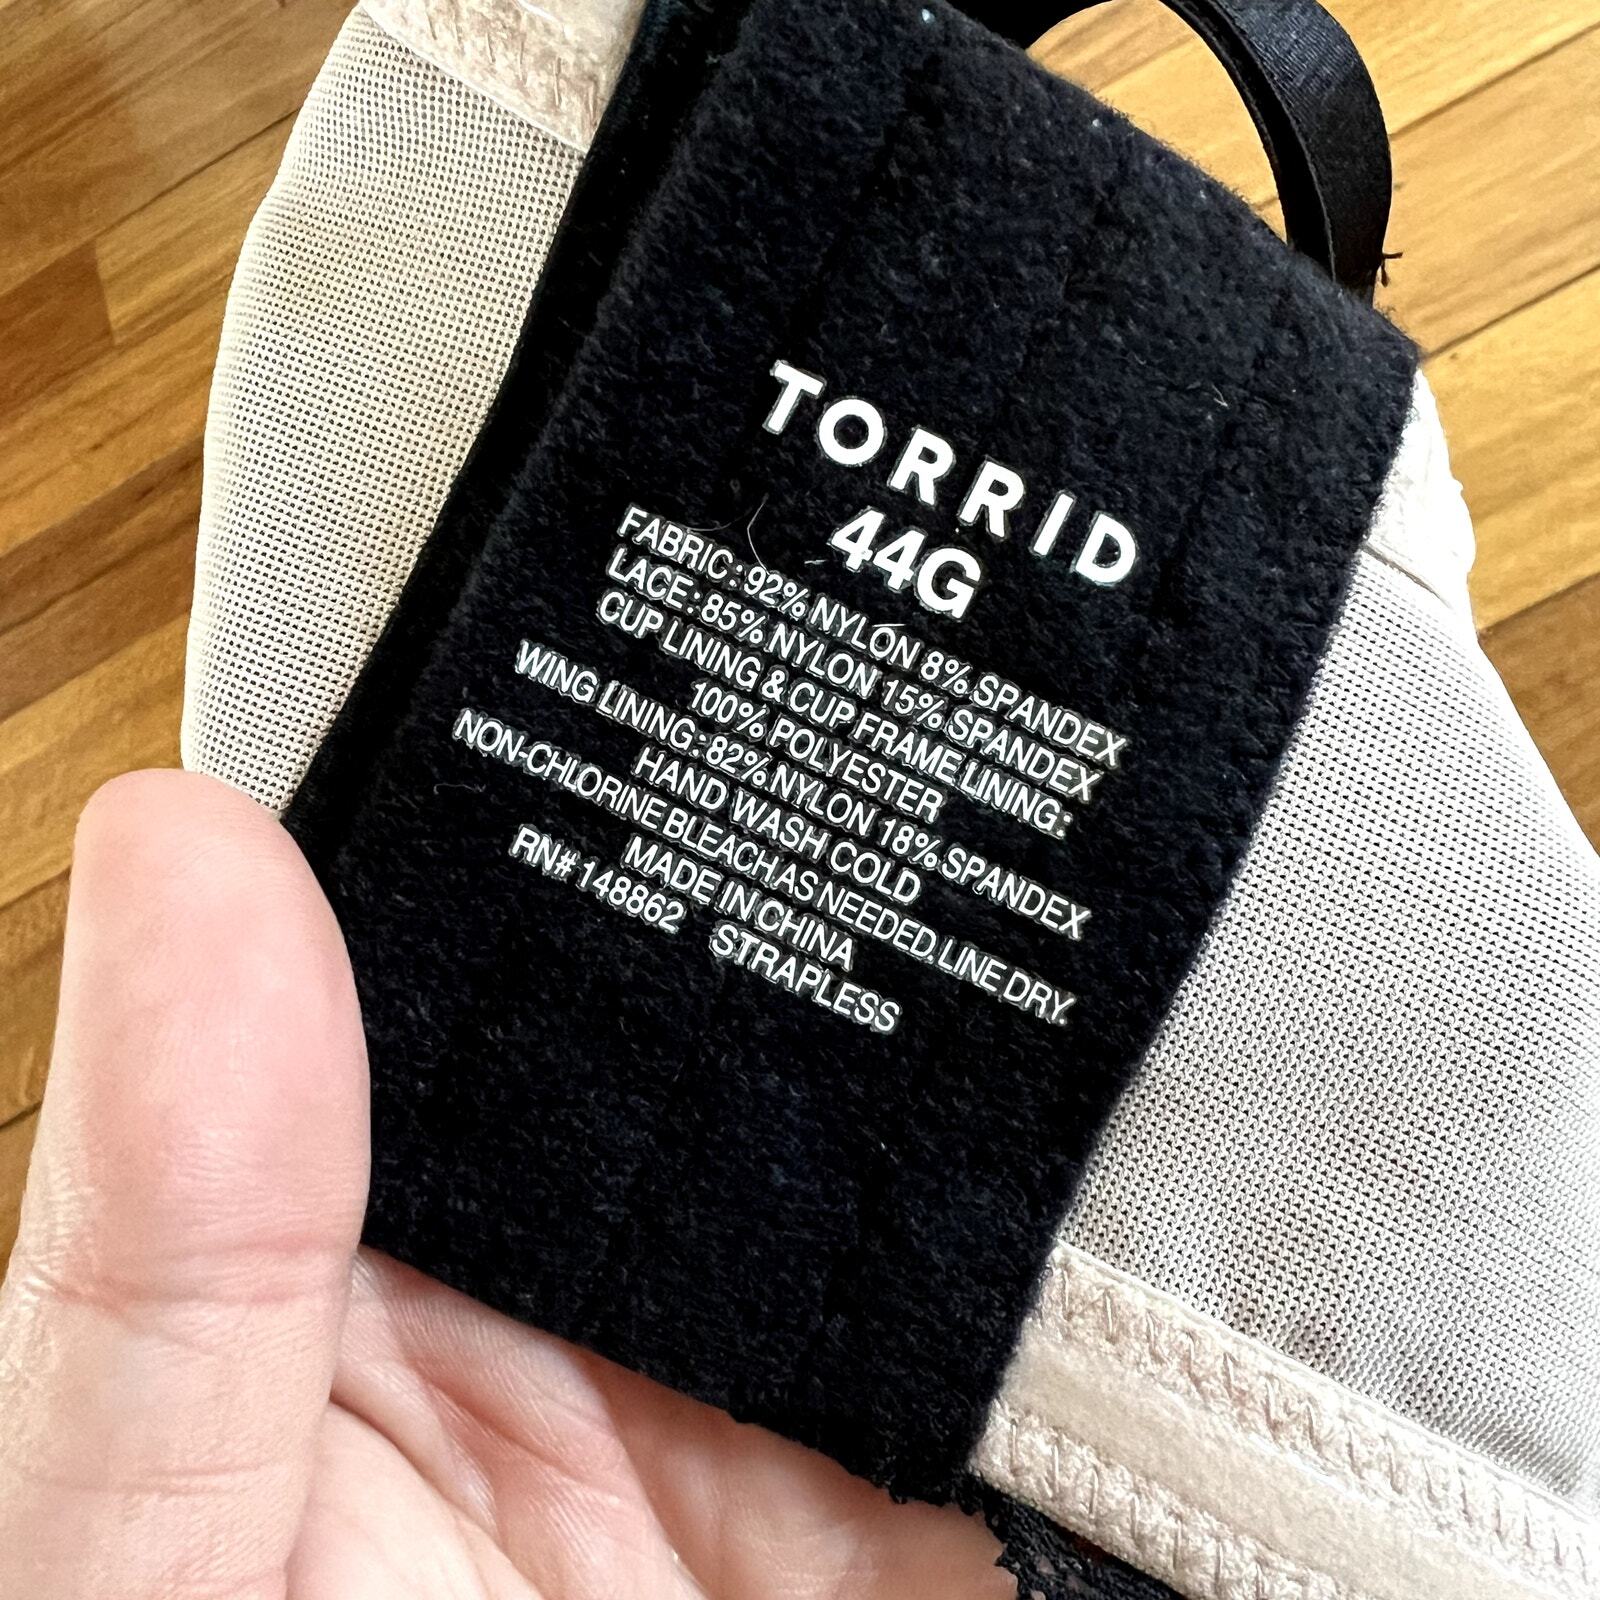 TORRID
44G
FABRIC: 92% NYLON 8% SPANDEX
LACE: 85% NYLON 15% SPANDEX
CUP LINING & CUP FRAME LINING:
100% POLYESTER
WING LINING: 82% NYLON 18% SPANDEX
HAND WASH COLD
NON-CHLORINE BLEACH AS NEEDED. LINE DRY.
MADE IN CHINA
RN# 148862 STRAPLESS